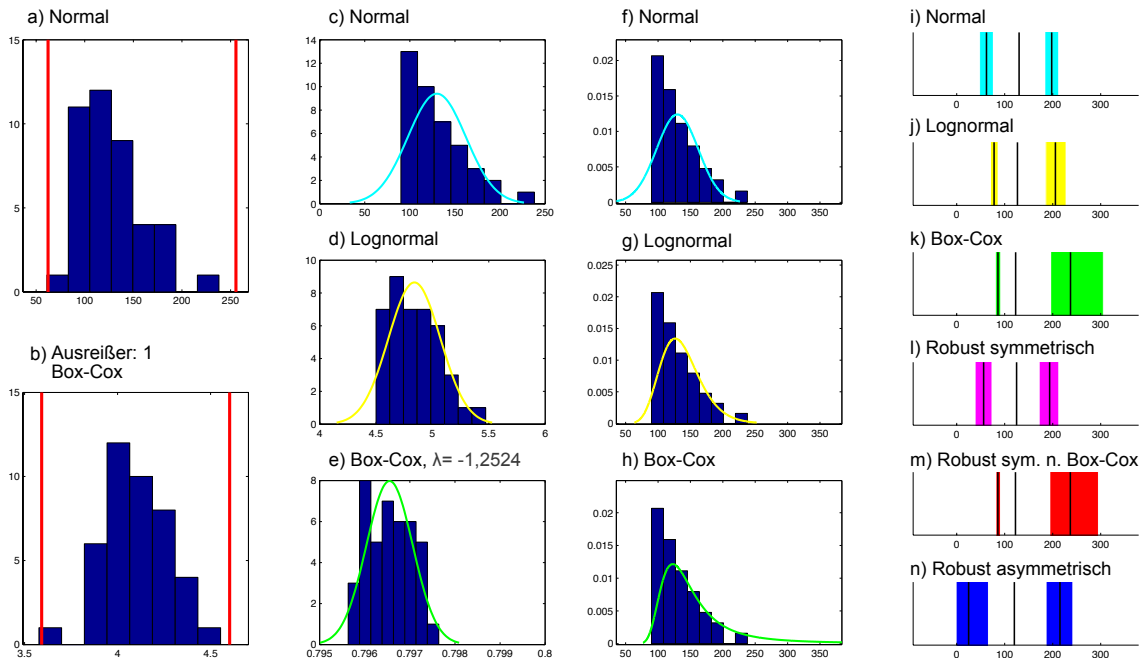 a) Normal
15
10
5
0
50 100 150 200 250
b) Ausreißer: 1
Box-Cox
15
10
5
0
3.5 4 4.5
c) Normal
14
12
10
8
6
4
2
0
0 50 100 150 200 250
d) Lognormal
10
8
6
4
2
0
4 4.5 5 5.5 6
e) Box-Cox, λ= -1,2524
8
6
4
2
0
0.795 0.796 0.797 0.798 0.799 0.8
f) Normal
0.02
0.015
0.01
0.005
0
50 100 150 200 250 300 350
g) Lognormal
0.025
0.02
0.015
0.01
0.005
0
50 100 150 200 250 300 350
h) Box-Cox
0.025
0.02
0.015
0.01
0.005
0
50 100 150 200 250 300 350
i) Normal
0 100 200 300
j) Lognormal
0 100 200 300
k) Box-Cox
0 100 200 300
l) Robust symmetrisch
0 100 200 300
m) Robust sym. n. Box-Cox
0 100 200 300
n) Robust asymmetrisch
0 100 200 300